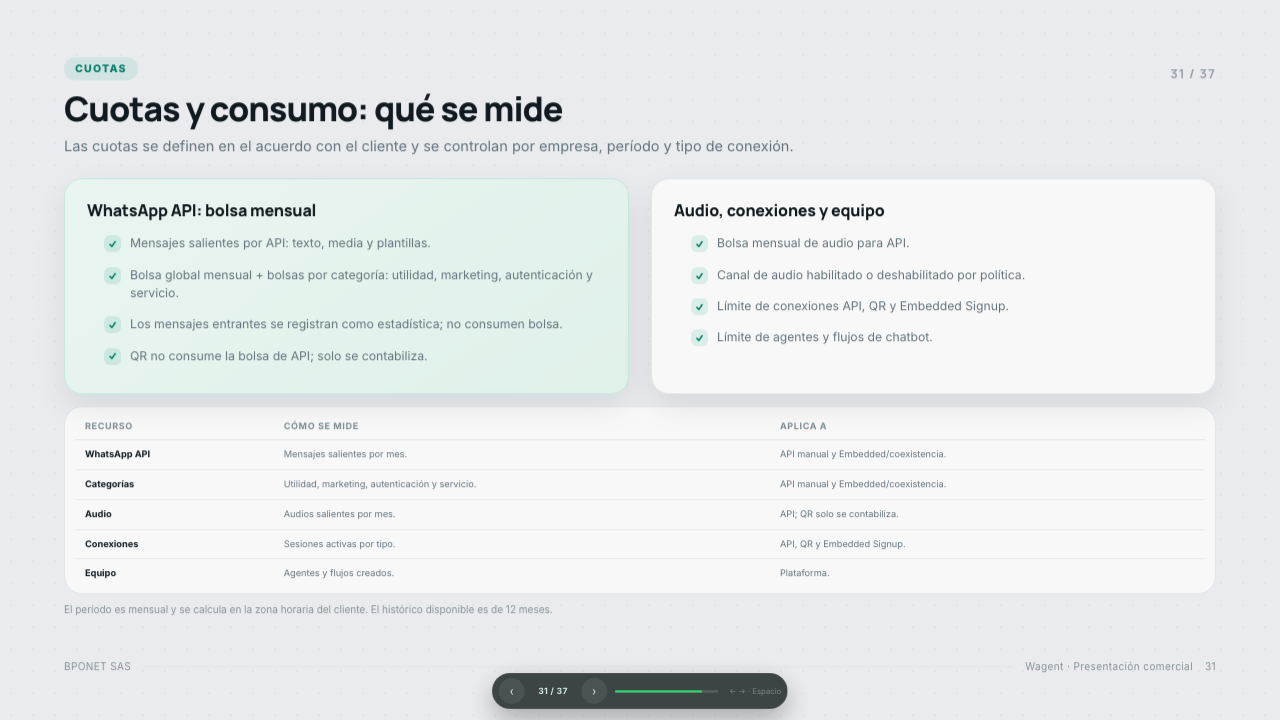 CUOTAS
31 / 37
Cuotas y consumo: qué se mide
Las cuotas se definen en el acuerdo con el cliente y se controlan por empresa, período y tipo de conexión.
WhatsApp API: bolsa mensual
Mensajes salientes por API: texto, media y plantillas.
Bolsa global mensual + bolsas por categoría: utilidad, marketing, autenticación y
servicio.
Los mensajes entrantes se registran como estadística; no consumen bolsa.
QR no consume la bolsa de API; solo se contabiliza.
Audio, conexiones y equipo
Bolsa mensual de audio para API.
Canal de audio habilitado o deshabilitado por política.
Límite de conexiones API, QR y Embedded Signup.
Límite de agentes y flujos de chatbot.
RECURSO CÓMO SE MIDE APLICA A
WhatsApp API Mensajes salientes por mes. API manual y Embedded/coexistencia.
Categorías Utilidad, marketing, autenticación y servicio. API manual y Embedded/coexistencia.
Audio Audios salientes por mes. API; QR solo se contabiliza.
Conexiones Sesiones activas por tipo. API, QR y Embedded Signup.
Equipo Agentes y flujos creados. Plataforma.
El período es mensual y se calcula en la zona horaria del cliente. El histórico disponible es de 12 meses.
BPONET SAS
Wagent · Presentación comercial 31
‹ 31 / 37 › ← → · Espacio